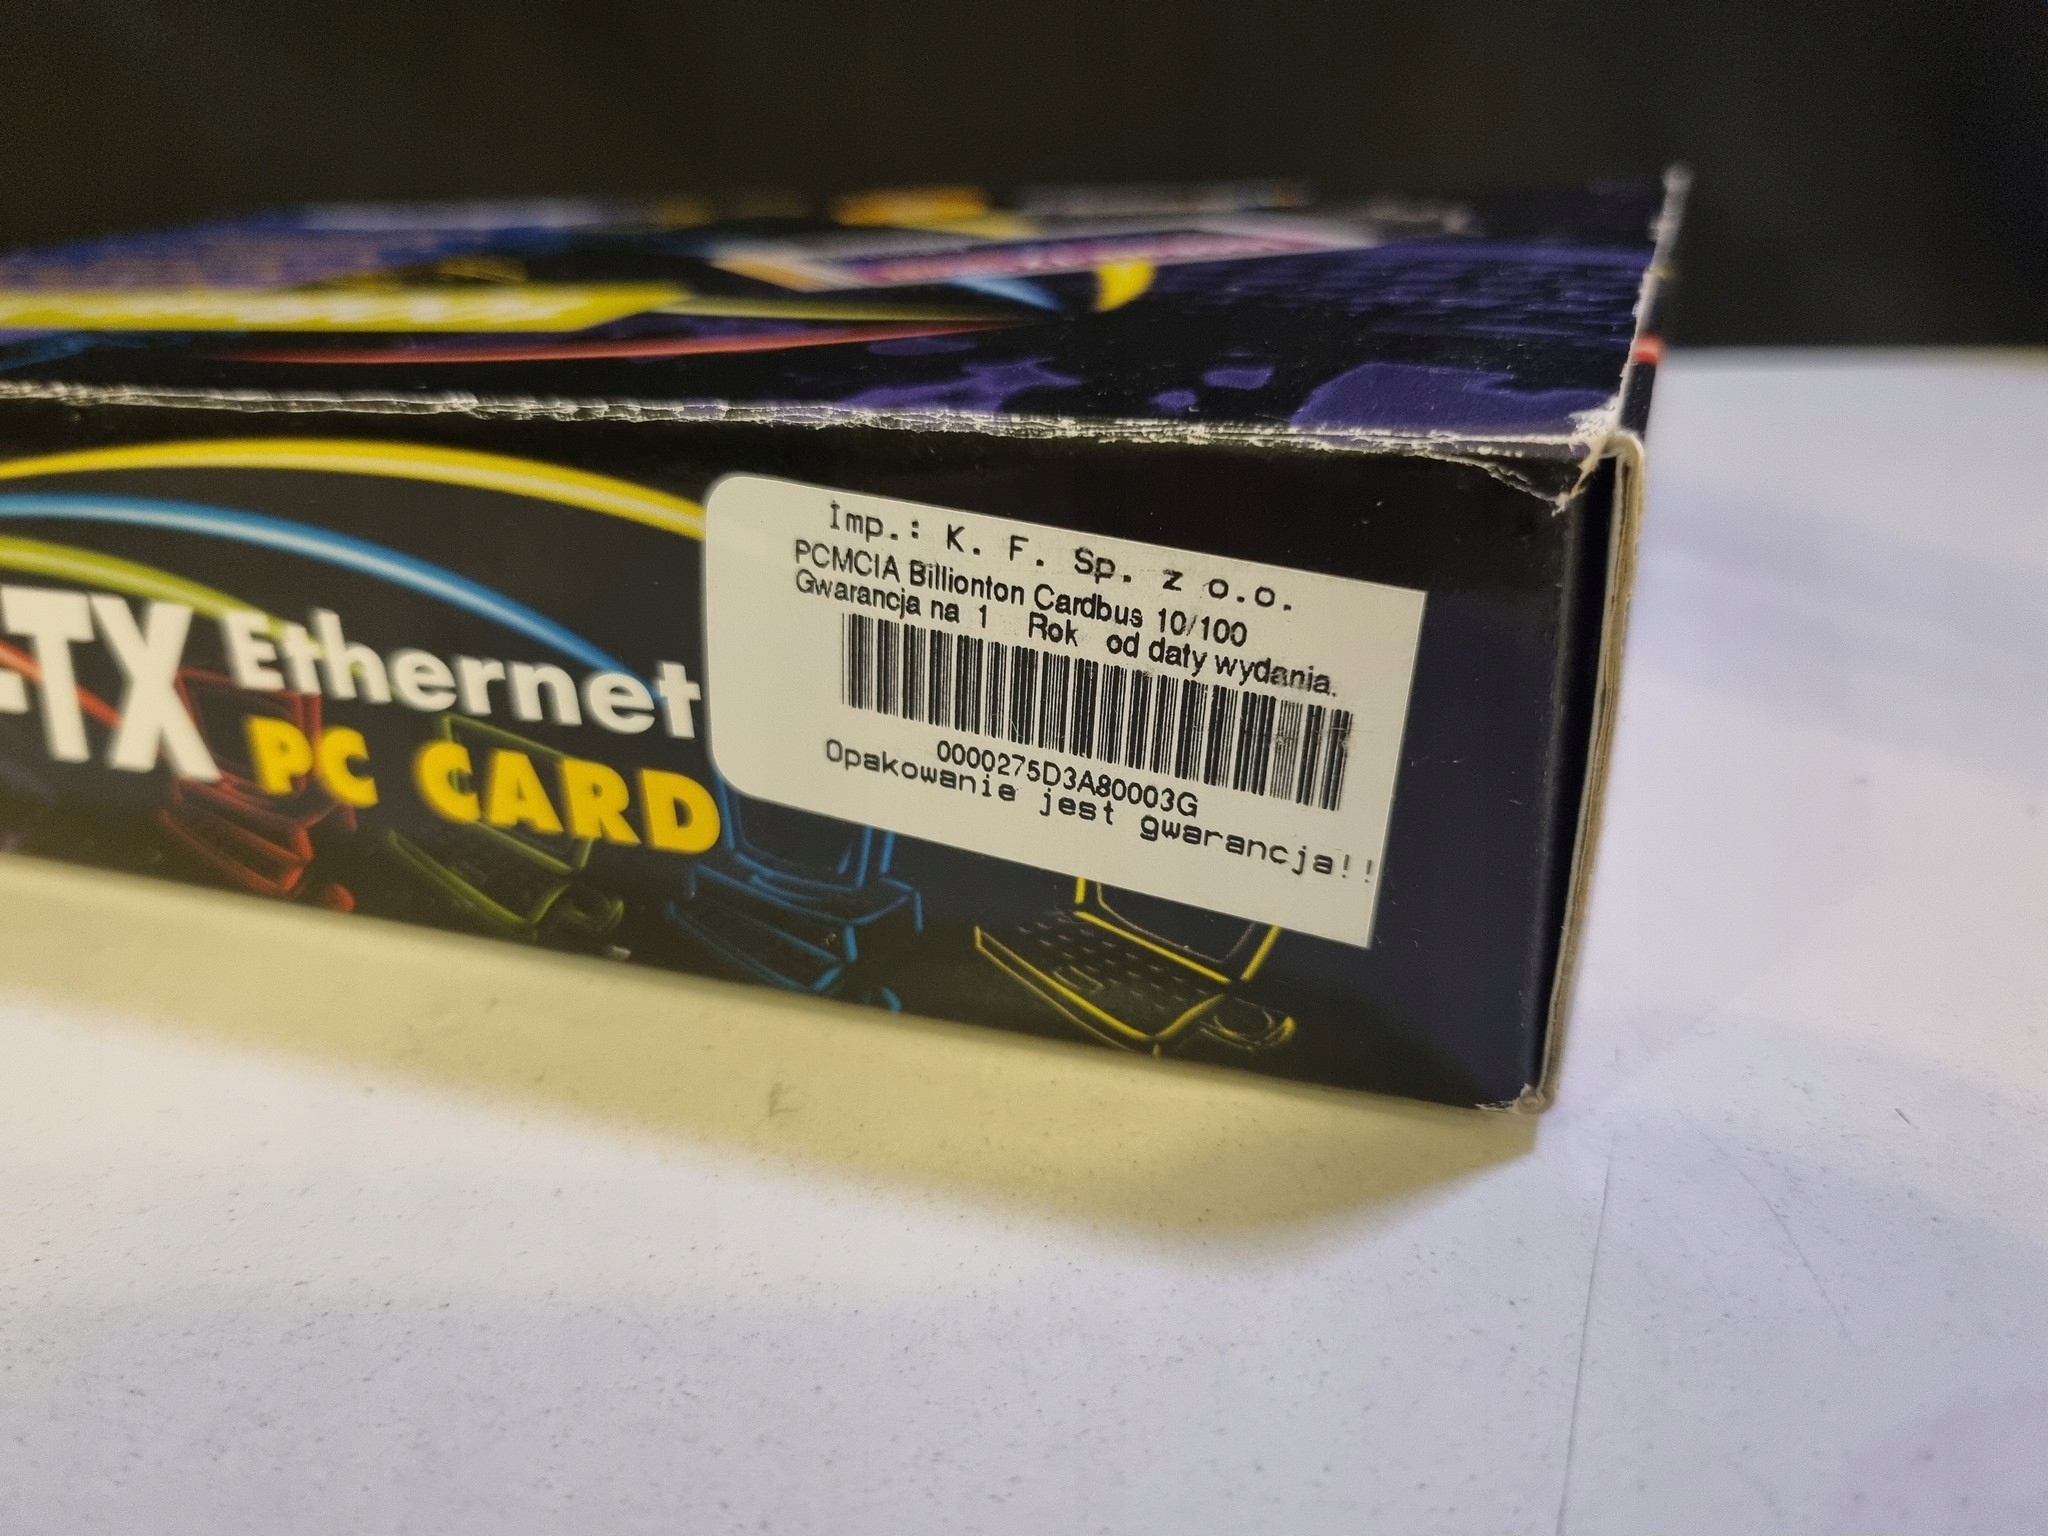 -TX Ethernet
PC CARD
Imp.: K. F. Sp. z o.o.
PCMCIA Billionton Cardbus 10/100
Gwarancja na 1 Rok od daty wydania.
0000275D3A80003G
Opakowanie jest gwarancja!!